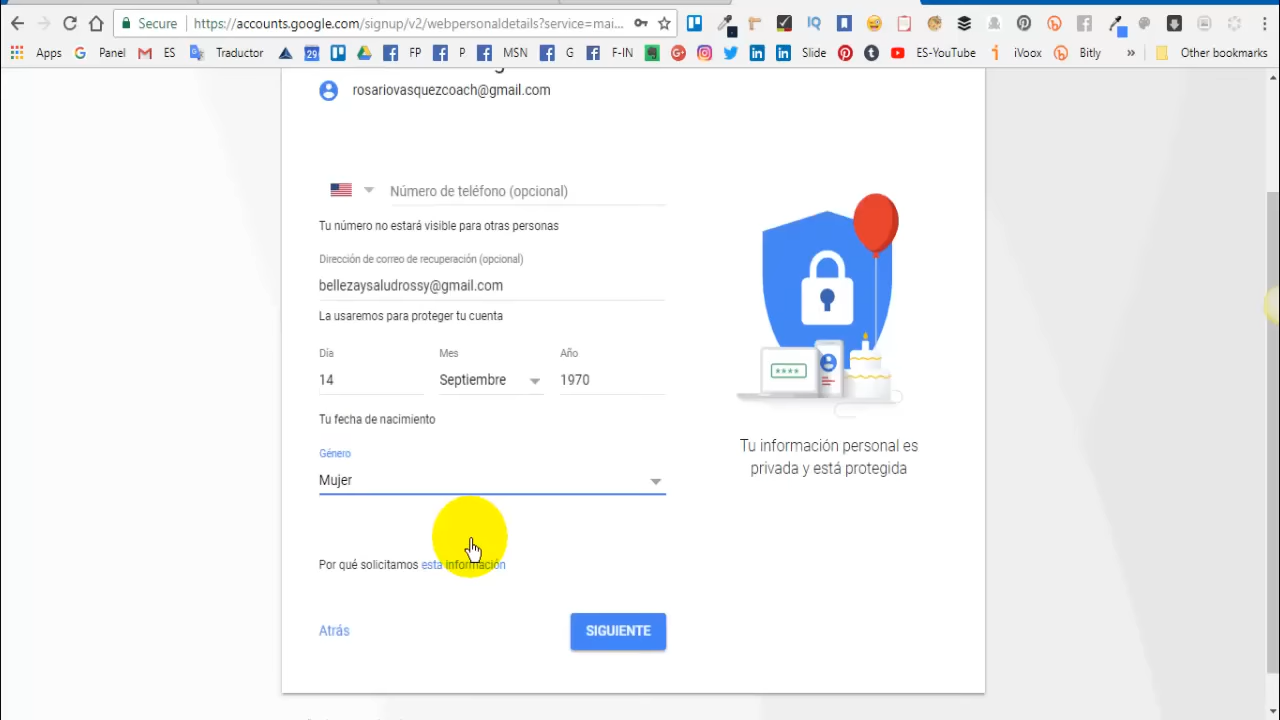 Secure https://accounts.google.com/signup/v2/webpersonaldetails?service=mai...
Apps Panel ES Traductor 29 FP P MSN G F-IN Slide ES-YouTube iVoox Bitly » Other bookmarks
rosariovasquezcoach@gmail.com
Número de teléfono (opcional)
Tu número no estará visible para otras personas
Dirección de correo de recuperación (opcional)
bellezaysaludrossy@gmail.com
La usaremos para proteger tu cuenta
Día Mes Año
14 Septiembre 1970
Tu fecha de nacimiento
Género
Mujer
Por qué solicitamos esta información
Atrás SIGUIENTE
****
Tu información personal es
privada y está protegida